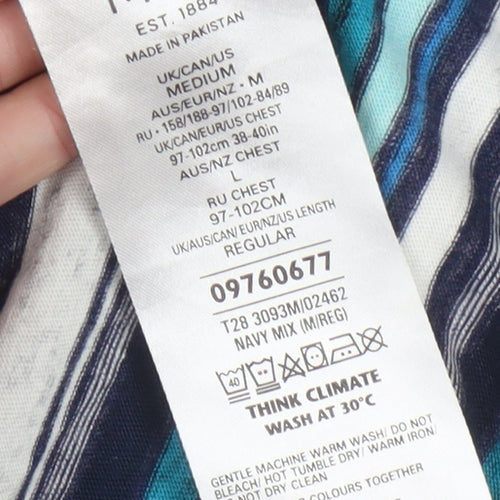 EST. 1884
MADE IN PAKISTAN
UK/CAN/US
MEDIUM
AUS/EUR/NZ • M
RU • 158/188-97/102-84/89
UK/CAN/EUR/US CHEST
97-102cm 38-40in
AUS/NZ CHEST
L
RU CHEST
97-102CM
UK/AUS/CAN/EUR/NZ/US LENGTH
REGULAR
09760677
T28 3093M/02462
NAVY MIX (M/REG)
40
THINK CLIMATE
WASH AT 30°C
GENTLE MACHINE WARM WASH/ DO NOT
BLEACH/ HOT TUMBLE DRY/ WARM IRON/
NOT DRY CLEAN
COLOURS TOGETHER